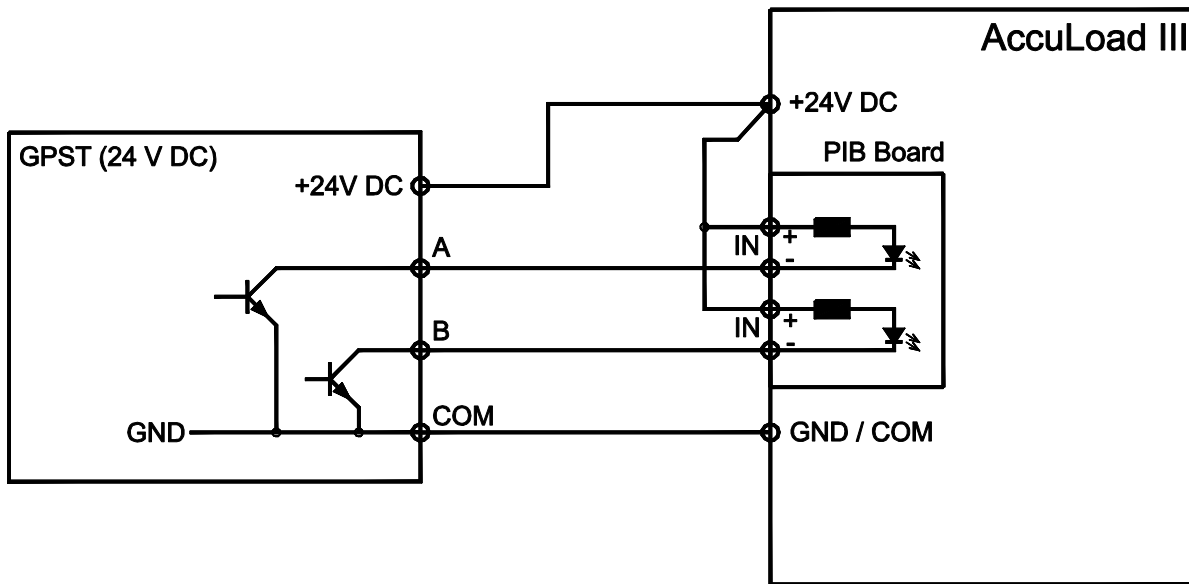 AccuLoad III
+24V DC
PIB Board
GPST (24 V DC)
+24V DC
A
IN
+
-
B
IN
+
-
COM
GND
GND / COM